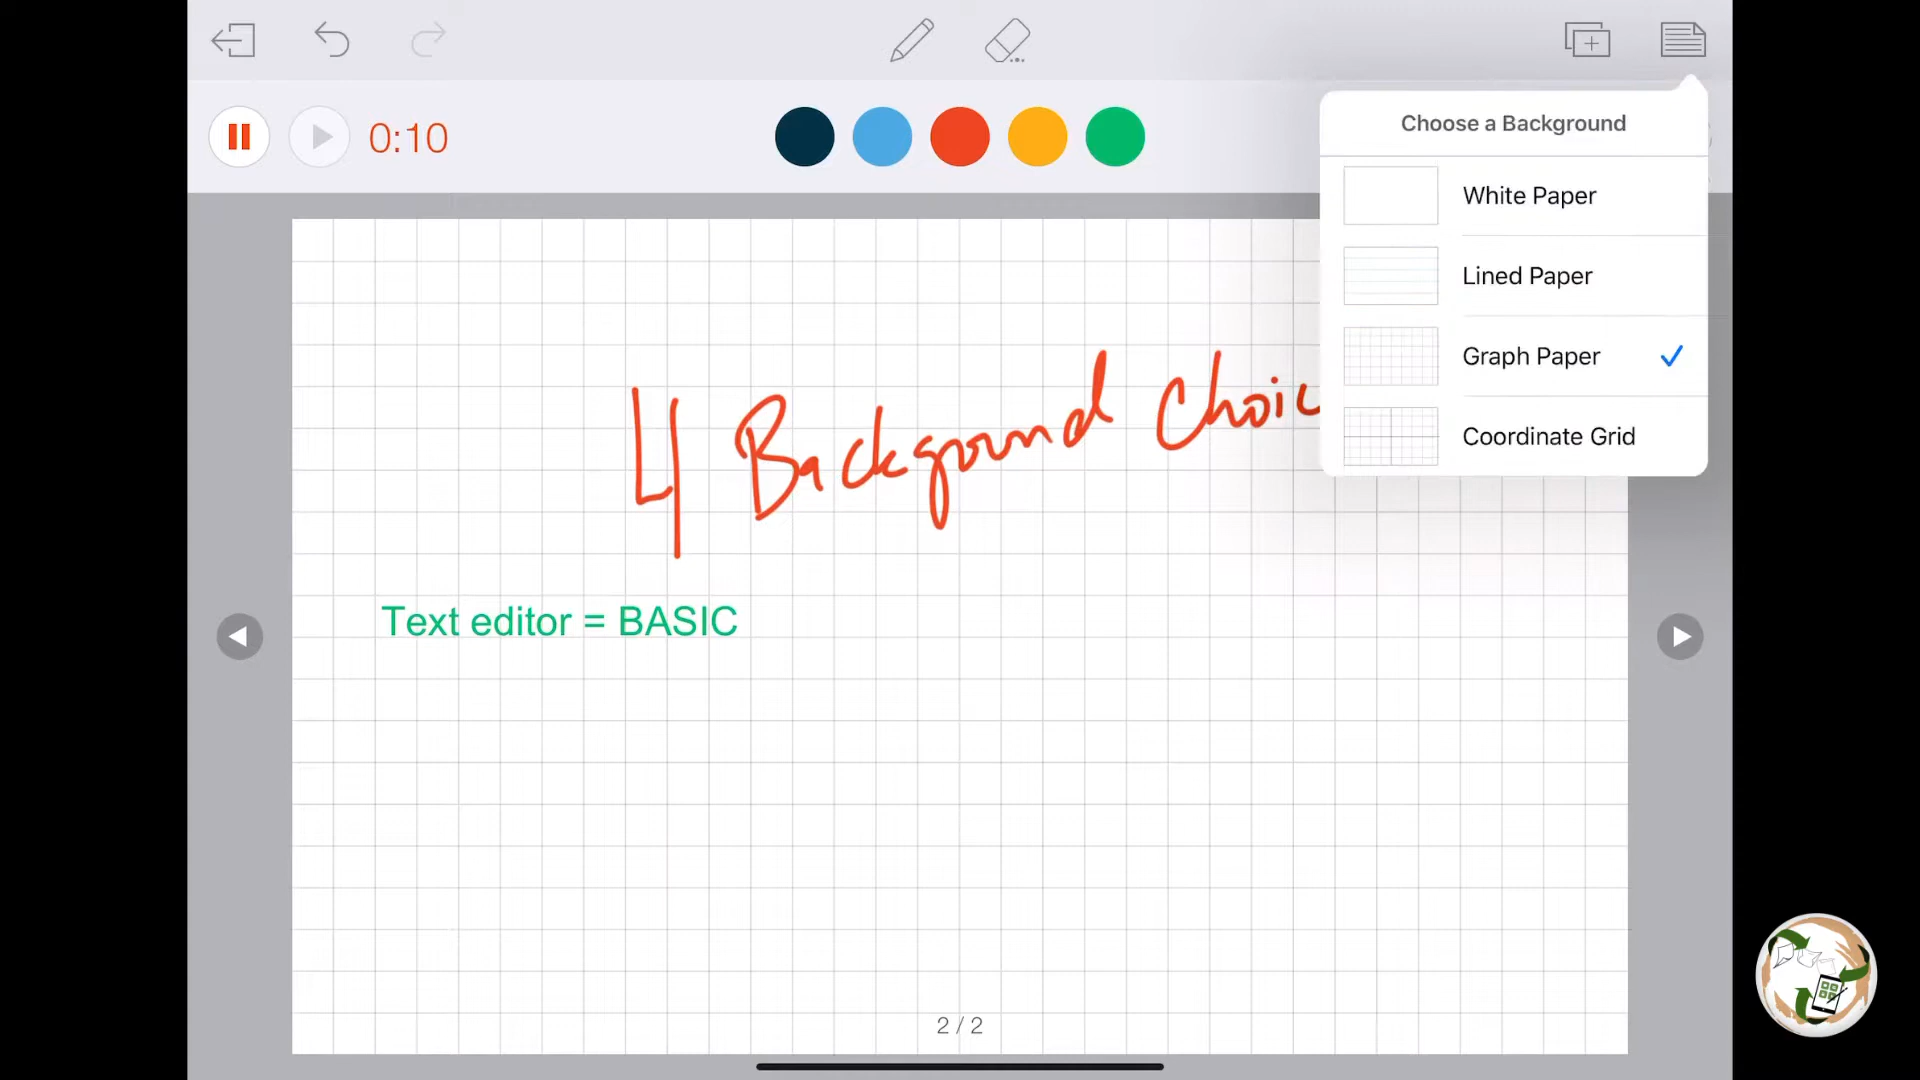 0:10
Choose a Background
White Paper
Lined Paper
Graph Paper
Coordinate Grid
4 Background
Text editor = BASIC
2 / 2